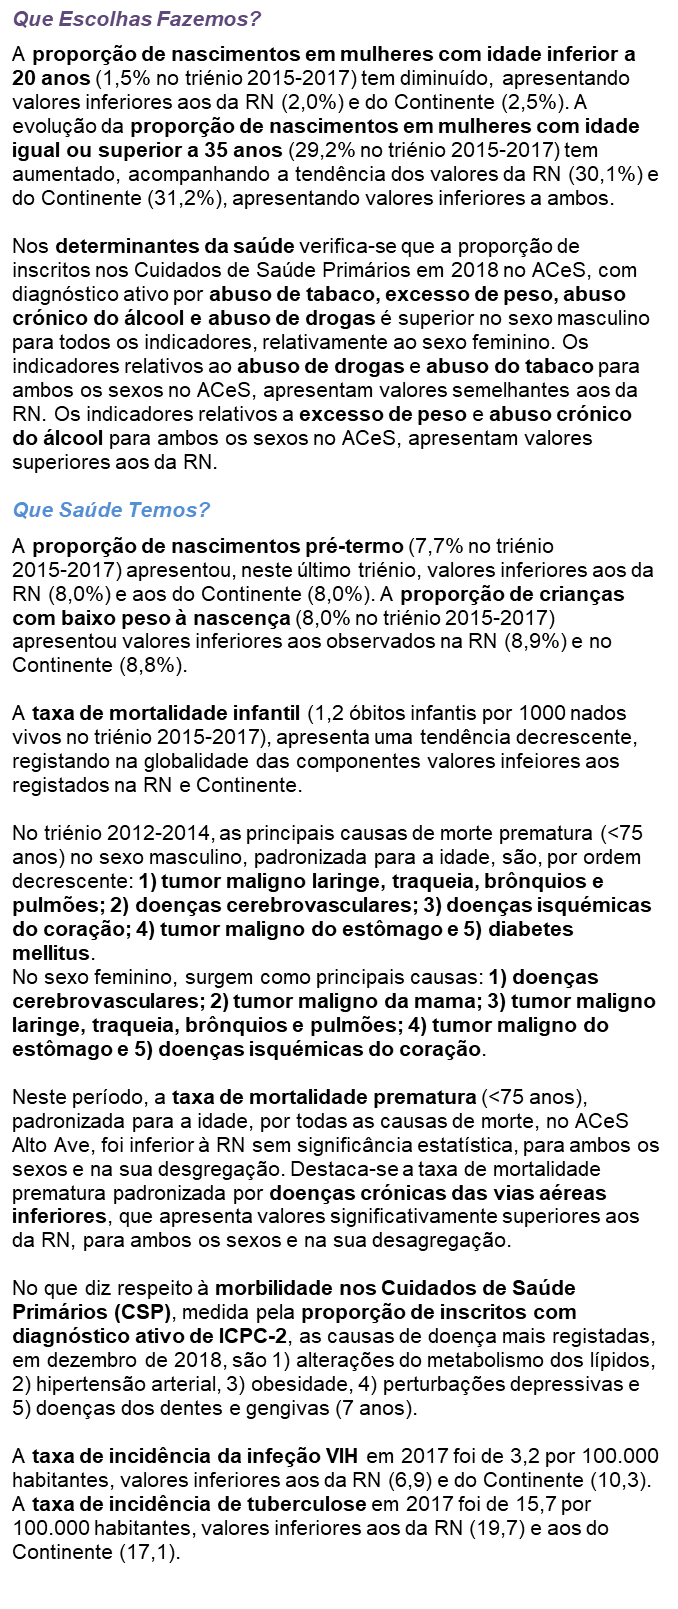 Que Escolhas Fazemos?
A proporção de nascimentos em mulheres com idade inferior a
20 anos (1,5% no triénio 2015-2017) tem diminuído, apresentando
valores inferiores aos da RN (2,0%) e do Continente (2,5%). A
evolução da proporção de nascimentos em mulheres com idade
igual ou superior a 35 anos (29,2% no triénio 2015-2017) tem
aumentado, acompanhando a tendência dos valores da RN (30,1%) e
do Continente (31,2%), apresentando valores inferiores a ambos.
Nos determinantes da saúde verifica-se que a proporção de
inscritos nos Cuidados de Saúde Primários em 2018 no ACeS, com
diagnóstico ativo por abuso de tabaco, excesso de peso, abuso
crónico do álcool e abuso de drogas é superior no sexo masculino
para todos os indicadores, relativamente ao sexo feminino. Os
indicadores relativos ao abuso de drogas e abuso do tabaco para
ambos os sexos no ACeS, apresentam valores semelhantes aos da
RN. Os indicadores relativos a excesso de peso e abuso crónico
do álcool para ambos os sexos no ACeS, apresentam valores
superiores aos da RN.
Que Saúde Temos?
A proporção de nascimentos pré-termo (7,7% no triénio
2015-2017) apresentou, neste último triénio, valores inferiores aos da
RN (8,0%) e aos do Continente (8,0%). A proporção de crianças
com baixo peso à nascença (8,0% no triénio 2015-2017)
apresentou valores inferiores aos observados na RN (8,9%) e no
Continente (8,8%).
A taxa de mortalidade infantil (1,2 óbitos infantis por 1000 nados
vivos no triénio 2015-2017), apresenta uma tendência decrescente,
registando na globalidade das componentes valores infeiores aos
registados na RN e Continente.
No triénio 2012-2014, as principais causas de morte prematura (<75
anos) no sexo masculino, padronizada para a idade, são, por ordem
decrescente: 1) tumor maligno laringe, traqueia, brônquios e
pulmões; 2) doenças cerebrovasculares; 3) doenças isquémicas
do coração; 4) tumor maligno do estômago e 5) diabetes
mellitus.
No sexo feminino, surgem como principais causas: 1) doenças
cerebrovasculares; 2) tumor maligno da mama; 3) tumor maligno
laringe, traqueia, brônquios e pulmões; 4) tumor maligno do
estômago e 5) doenças isquémicas do coração.
Neste período, a taxa de mortalidade prematura (<75 anos),
padronizada para a idade, por todas as causas de morte, no ACeS
Alto Ave, foi inferior à RN sem significância estatística, para ambos os
sexos e na sua desgregação. Destaca-se a taxa de mortalidade
prematura padronizada por doenças crónicas das vias aéreas
inferiores, que apresenta valores significativamente superiores aos
da RN, para ambos os sexos e na sua desagregação.
No que diz respeito à morbilidade nos Cuidados de Saúde
Primários (CSP), medida pela proporção de inscritos com
diagnóstico ativo de ICPC-2, as causas de doença mais registadas,
em dezembro de 2018, são 1) alterações do metabolismo dos lípidos,
2) hipertensão arterial, 3) obesidade, 4) perturbações depressivas e
5) doenças dos dentes e gengivas (7 anos).
A taxa de incidência da infeção VIH em 2017 foi de 3,2 por 100.000
habitantes, valores inferiores aos da RN (6,9) e do Continente (10,3).
A taxa de incidência de tuberculose em 2017 foi de 15,7 por
100.000 habitantes, valores inferiores aos da RN (19,7) e aos do
Continente (17,1).